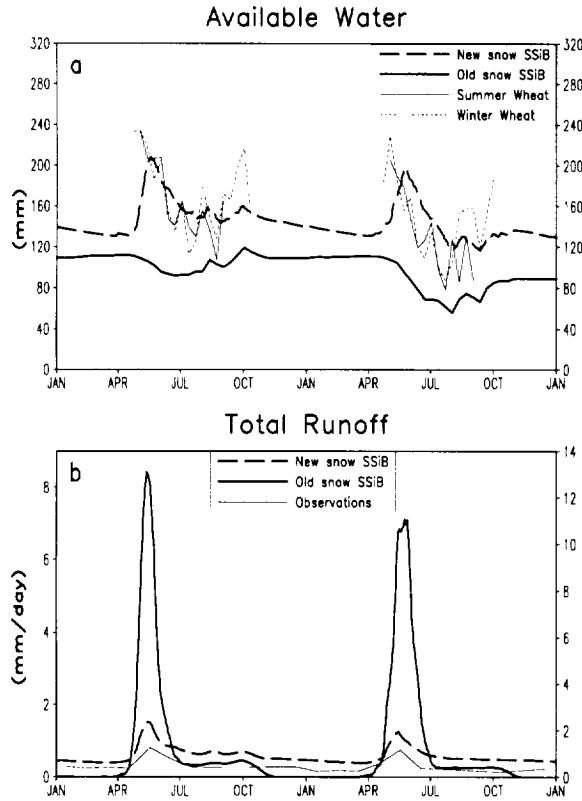 Available Water
320 320
a
New snow SSiB
Old snow SSiB
Summer Wheat
Winter Wheat
280 280
240 240
200 200
160 160
120 120
80 80
40 40
0 0
(mm)
JAN APR JUL OCT JAN APR JUL OCT JAN
Total Runoff
b
New snow SSiB
Old snow SSiB
Observations
8
6
4
2
0
(mm/day)
14
12
10
8
6
4
2
0
JAN APR JUL OCT JAN APR JUL OCT JAN